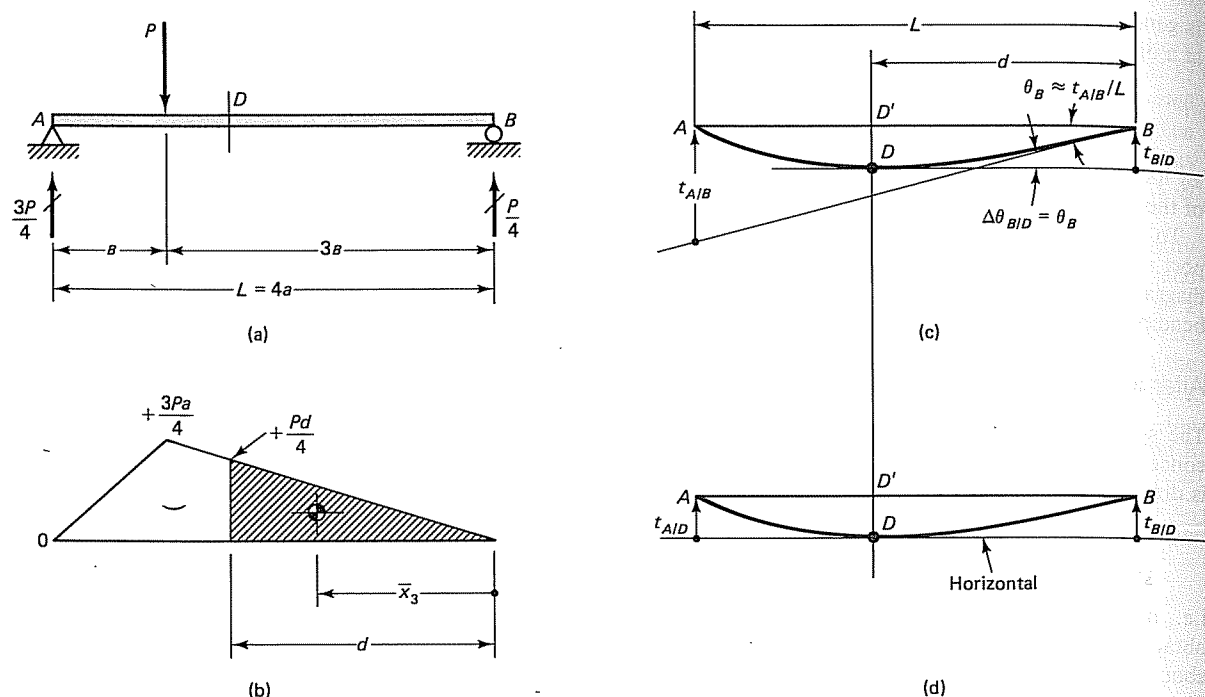 P
D
A
B
3P
4
P
4
B
3B
L = 4a
(a)
+ 3Pa
4
+ Pd
4
0
x̄₃
d
(b)
L
d
θB ≈ tA/B/L
A
D'
B
D
tB/D
tA/B
ΔθB/D = θB
(c)
A
D'
B
tA/D
D
tB/D
Horizontal
(d)